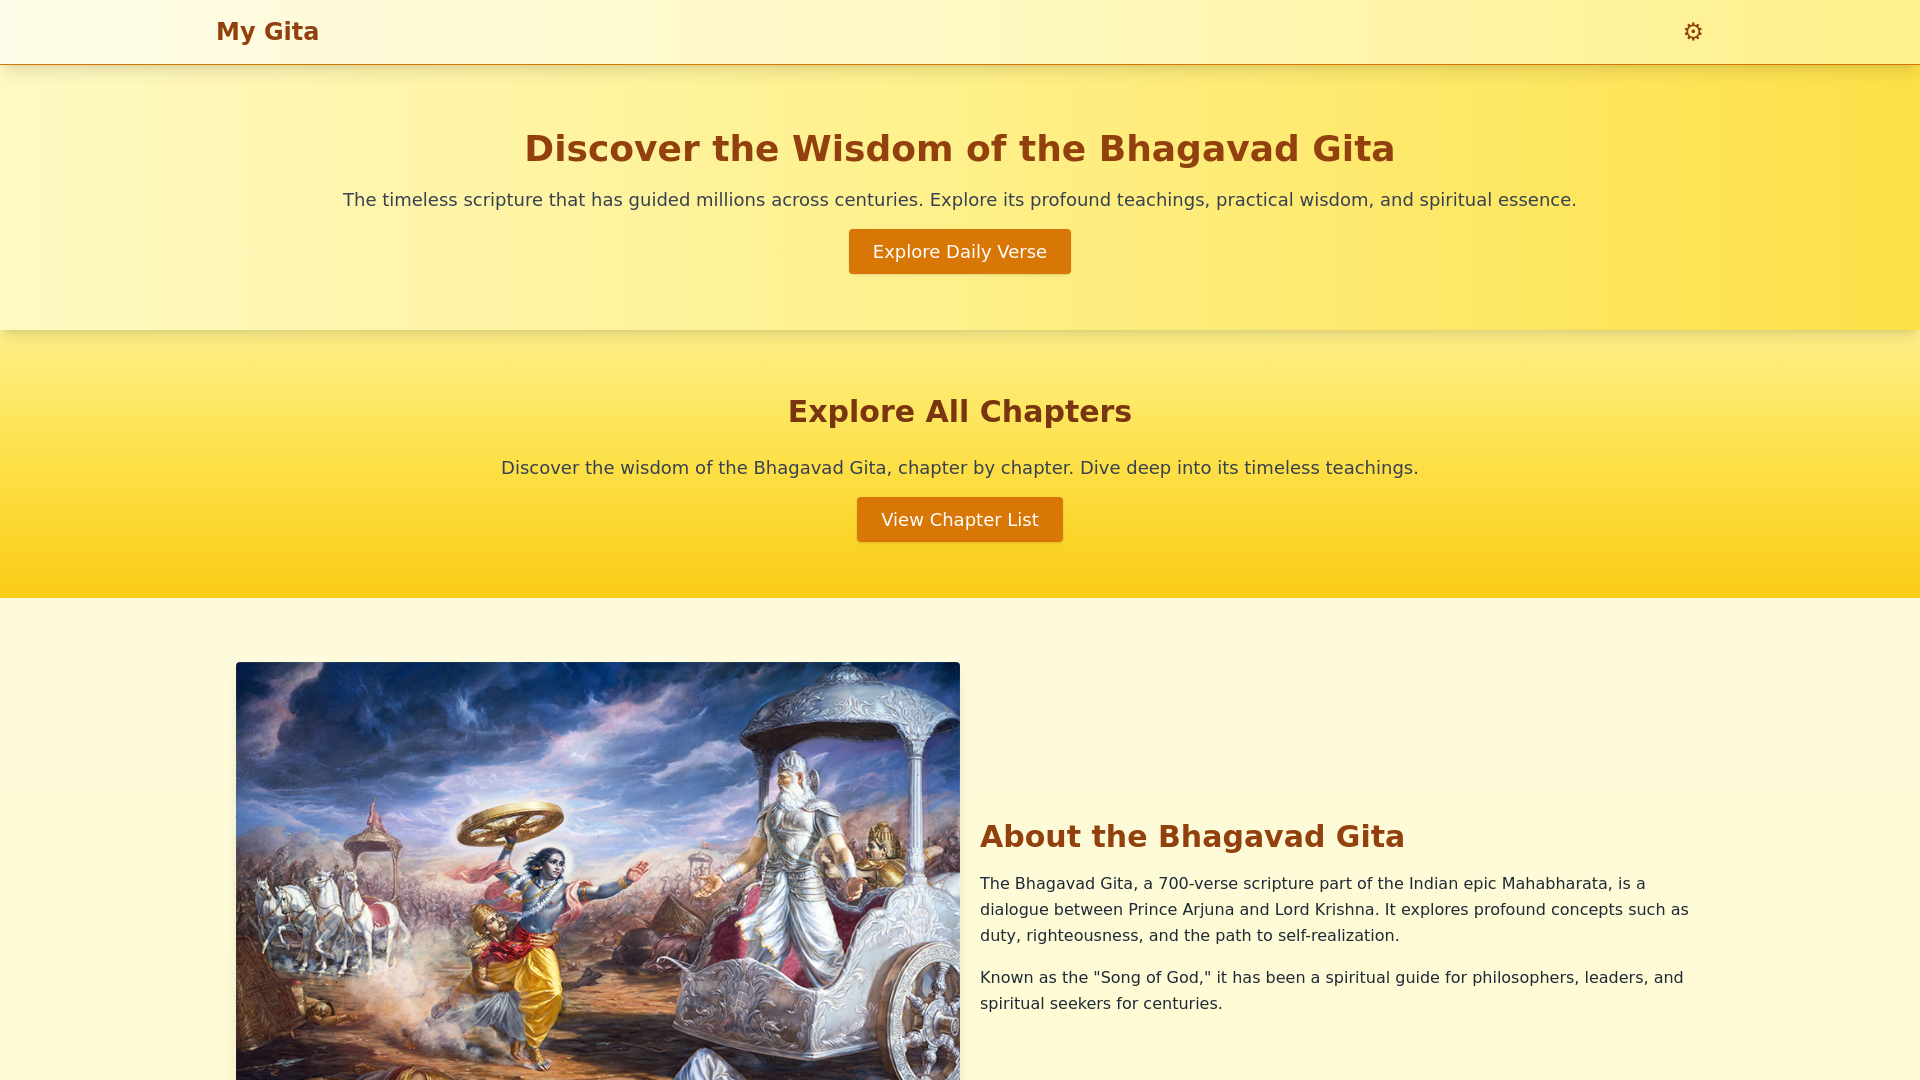 My Gita
Discover the Wisdom of the Bhagavad Gita
The timeless scripture that has guided millions across centuries. Explore its profound teachings, practical wisdom, and spiritual essence.
Explore Daily Verse
Explore All Chapters
Discover the wisdom of the Bhagavad Gita, chapter by chapter. Dive deep into its timeless teachings.
View Chapter List
About the Bhagavad Gita
The Bhagavad Gita, a 700-verse scripture part of the Indian epic Mahabharata, is a
dialogue between Prince Arjuna and Lord Krishna. It explores profound concepts such as
duty, righteousness, and the path to self-realization.
Known as the "Song of God," it has been a spiritual guide for philosophers, leaders, and
spiritual seekers for centuries.